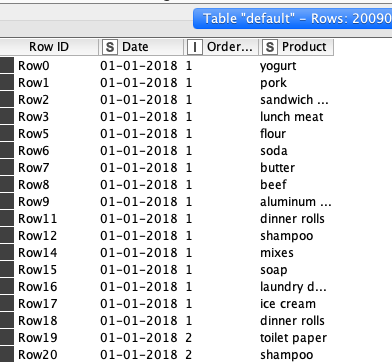 Table "default" - Rows: 20090
Row ID S Date I Order... S Product
Row0 01-01-2018 1 yogurt
Row1 01-01-2018 1 pork
Row2 01-01-2018 1 sandwich ...
Row3 01-01-2018 1 lunch meat
Row5 01-01-2018 1 flour
Row6 01-01-2018 1 soda
Row7 01-01-2018 1 butter
Row8 01-01-2018 1 beef
Row9 01-01-2018 1 aluminum ...
Row11 01-01-2018 1 dinner rolls
Row12 01-01-2018 1 shampoo
Row14 01-01-2018 1 mixes
Row15 01-01-2018 1 soap
Row16 01-01-2018 1 laundry d...
Row17 01-01-2018 1 ice cream
Row18 01-01-2018 1 dinner rolls
Row19 01-01-2018 2 toilet paper
Row20 01-01-2018 2 shampoo